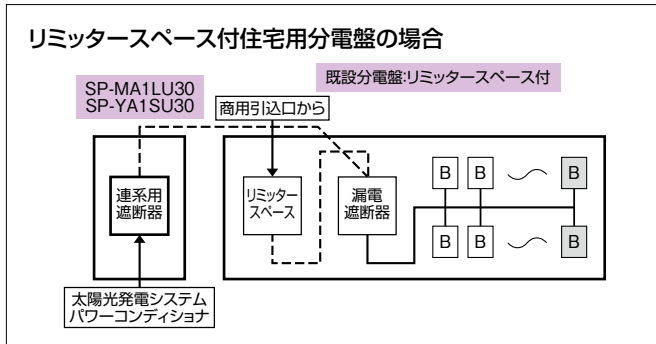 リミッタースペース付住宅用分電盤の場合
SP-MA1LU30
SP-YA1SU30
既設分電盤:リミッタースペース付
商用引込口から
連系用
遮断器
リミッター
スペース
漏電
遮断器
B B B
B B B
太陽光発電システム
パワーコンディショナ